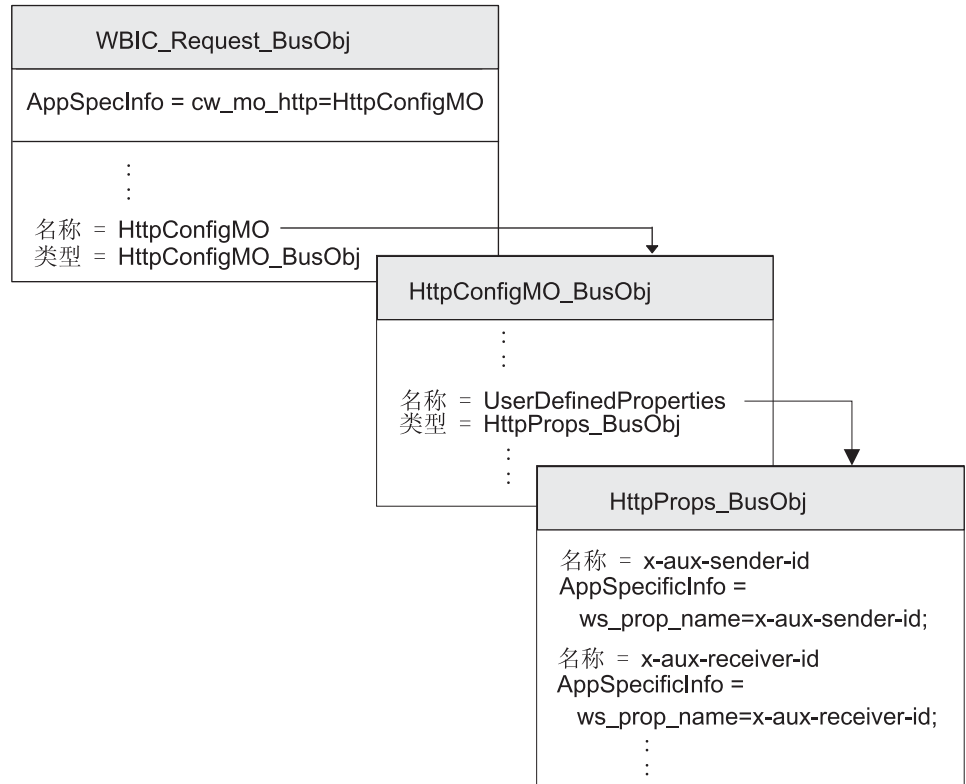 WBIC_Request_BusObj
AppSpecInfo = cw_mo_http=HttpConfigMO
⋮
名称 = HttpConfigMO
类型 = HttpConfigMO_BusObj
HttpConfigMO_BusObj
⋮
名称 = UserDefinedProperties
类型 = HttpProps_BusObj
⋮
HttpProps_BusObj
名称 = x-aux-sender-id
AppSpecificInfo =
ws_prop_name=x-aux-sender-id;
名称 = x-aux-receiver-id
AppSpecificInfo =
ws_prop_name=x-aux-receiver-id;
⋮